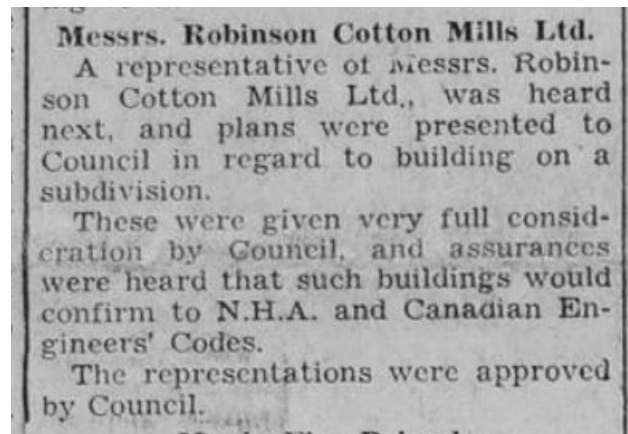 Messrs. Robinson Cotton Mills Ltd.
A representative of Messrs. Robin-
son Cotton Mills Ltd., was heard
next, and plans were presented to
Council in regard to building on a
subdivision.
These were given very full consid-
eration by Council, and assurances
were heard that such buildings would
confirm to N.H.A. and Canadian En-
gineers' Codes.
The representations were approved
by Council.